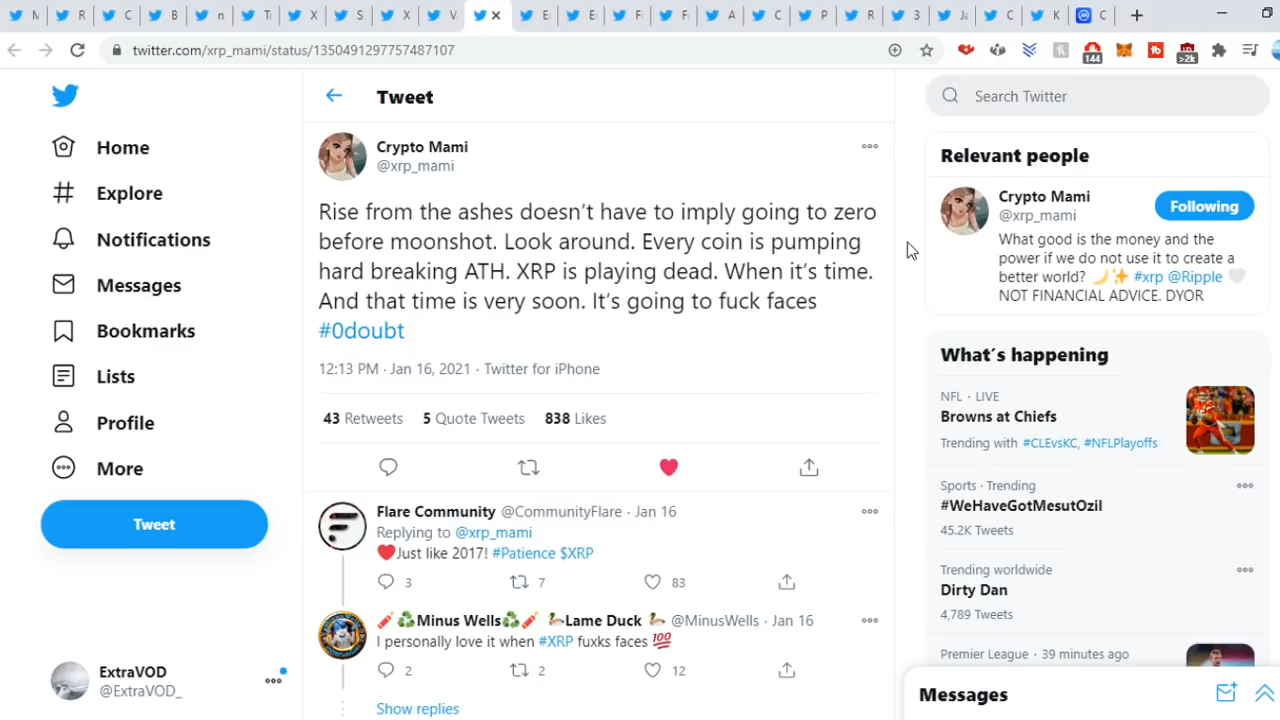 twitter.com/xrp_mami/status/1350491297757487107
144
>2k
Home
Explore
Notifications
Messages
Bookmarks
Lists
Profile
More
Tweet
ExtraVOD
@ExtraVOD_
Tweet
Crypto Mami
@xrp_mami
Rise from the ashes doesn't have to imply going to zero
before moonshot. Look around. Every coin is pumping
hard breaking ATH. XRP is playing dead. When it's time.
And that time is very soon. It's going to fuck faces
#0doubt
12:13 PM · Jan 16, 2021 · Twitter for iPhone
43 Retweets 5 Quote Tweets 838 Likes
Flare Community @CommunityFlare · Jan 16
Replying to @xrp_mami
❤️Just like 2017! #Patience $XRP
3 7 83
🧨♻️Minus Wells♻️🧨 🦆Lame Duck 🦆 @MinusWells · Jan 16
I personally love it when #XRP fuxks faces 💯
2 2 12
Show replies
Search Twitter
Relevant people
Crypto Mami
@xrp_mami
Following
What good is the money and the
power if we do not use it to create a
better world? 🌙✨ #xrp @Ripple 🤍
NOT FINANCIAL ADVICE. DYOR
What's happening
NFL · LIVE
Browns at Chiefs
Trending with #CLEvsKC, #NFLPlayoffs
Sports · Trending
#WeHaveGotMesutOzil
45.2K Tweets
Trending worldwide
Dirty Dan
4,789 Tweets
Premier League · 39 minutes ago
Messages